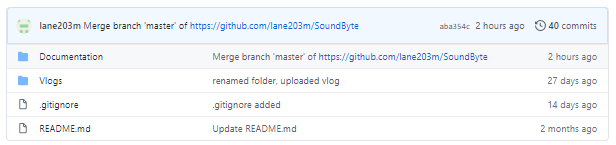 lane203m Merge branch 'master' of https://github.com/lane203m/SoundByte aba354c 2 hours ago 40 commits
Documentation Merge branch 'master' of https://github.com/lane203m/SoundByte 2 hours ago
Vlogs renamed folder, uploaded vlog 27 days ago
.gitignore .gitignore added 14 days ago
README.md Update README.md 2 months ago